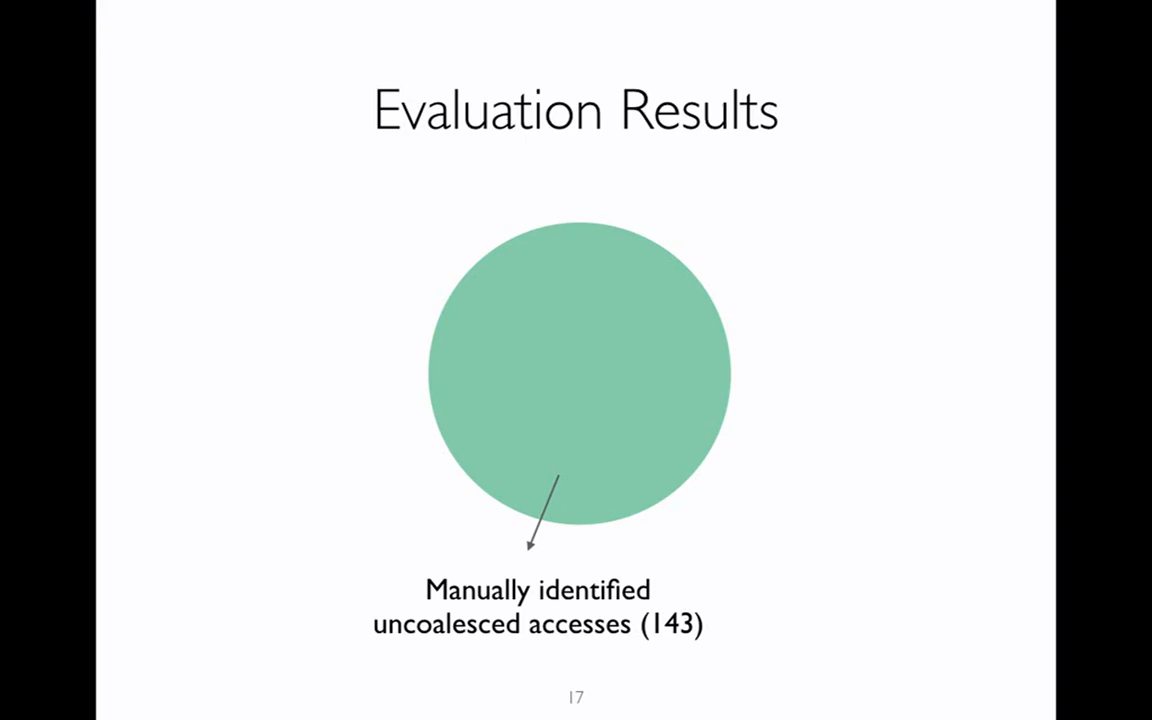 Evaluation Results
Manually identified
uncoalesced accesses (143)
17